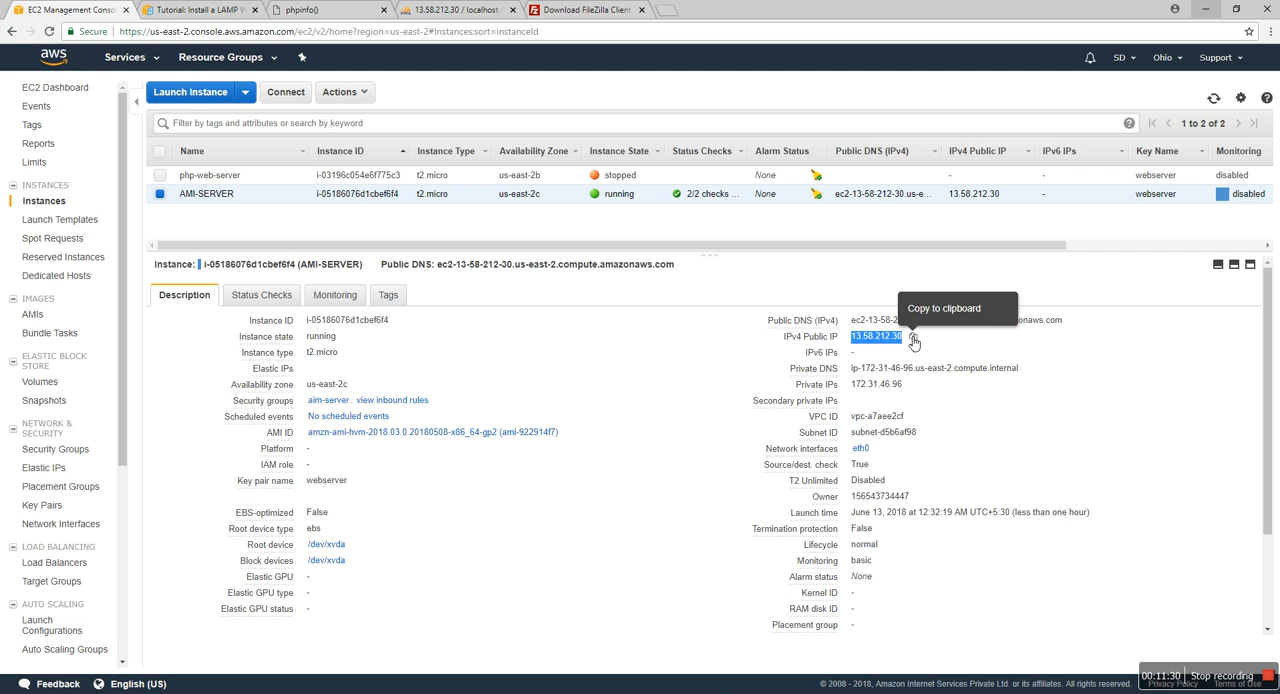 EC2 Management Conso
Tutorial: Install a LAMP W
phpinfo()
13.58.212.30 / localhost
Download FileZilla Client
Secure
https://us-east-2.console.aws.amazon.com/ec2/v2/home?region=us-east-2#Instances:sort=instanceId
aws
Services
Resource Groups
SD
Ohio
Support
EC2 Dashboard
Events
Tags
Reports
Limits
INSTANCES
Instances
Launch Templates
Spot Requests
Reserved Instances
Dedicated Hosts
IMAGES
AMIs
Bundle Tasks
ELASTIC BLOCK
STORE
Volumes
Snapshots
NETWORK &
SECURITY
Security Groups
Elastic IPs
Placement Groups
Key Pairs
Network Interfaces
LOAD BALANCING
Load Balancers
Target Groups
AUTO SCALING
Launch
Configurations
Auto Scaling Groups
Launch Instance
Connect
Actions
Filter by tags and attributes or search by keyword
1 to 2 of 2
Name Instance ID Instance Type Availability Zone Instance State Status Checks Alarm Status Public DNS (IPv4) IPv4 Public IP IPv6 IPs Key Name Monitoring
php-web-server i-03196c054e6f775c3 t2.micro us-east-2b stopped None - - webserver disabled
AMI-SERVER i-05186076d1cbef6f4 t2.micro us-east-2c running 2/2 checks ... None ec2-13-58-212-30.us-e... 13.58.212.30 - webserver disabled
Instance: i-05186076d1cbef6f4 (AMI-SERVER) Public DNS: ec2-13-58-212-30.us-east-2.compute.amazonaws.com
Description
Status Checks
Monitoring
Tags
Copy to clipboard
Instance ID i-05186076d1cbef6f4
Instance state running
Instance type t2.micro
Elastic IPs
Availability zone us-east-2c
Security groups aim-server. view inbound rules
Scheduled events No scheduled events
AMI ID amzn-ami-hvm-2018.03.0.20180508-x86_64-gp2 (ami-922914f7)
Platform -
IAM role -
Key pair name webserver
EBS-optimized False
Root device type ebs
Root device /dev/xvda
Block devices /dev/xvda
Elastic GPU -
Elastic GPU type -
Elastic GPU status -
Public DNS (IPv4) ec2-13-58-2 onaws.com
IPv4 Public IP 13.58.212.30
IPv6 IPs -
Private DNS ip-172-31-46-96.us-east-2.compute.internal
Private IPs 172.31.46.96
Secondary private IPs
VPC ID vpc-a7aee2cf
Subnet ID subnet-d5b6af98
Network interfaces eth0
Source/dest. check True
T2 Unlimited Disabled
Owner 156543734447
Launch time June 13, 2018 at 12:32:19 AM UTC+5:30 (less than one hour)
Termination protection False
Lifecycle normal
Monitoring basic
Alarm status None
Kernel ID -
RAM disk ID -
Placement group -
Feedback
English (US)
© 2008 - 2018, Amazon Internet Services Private Ltd. or its affiliates. All rights reserved.
Privacy Policy
Terms of Use
00:11:30
Stop recording